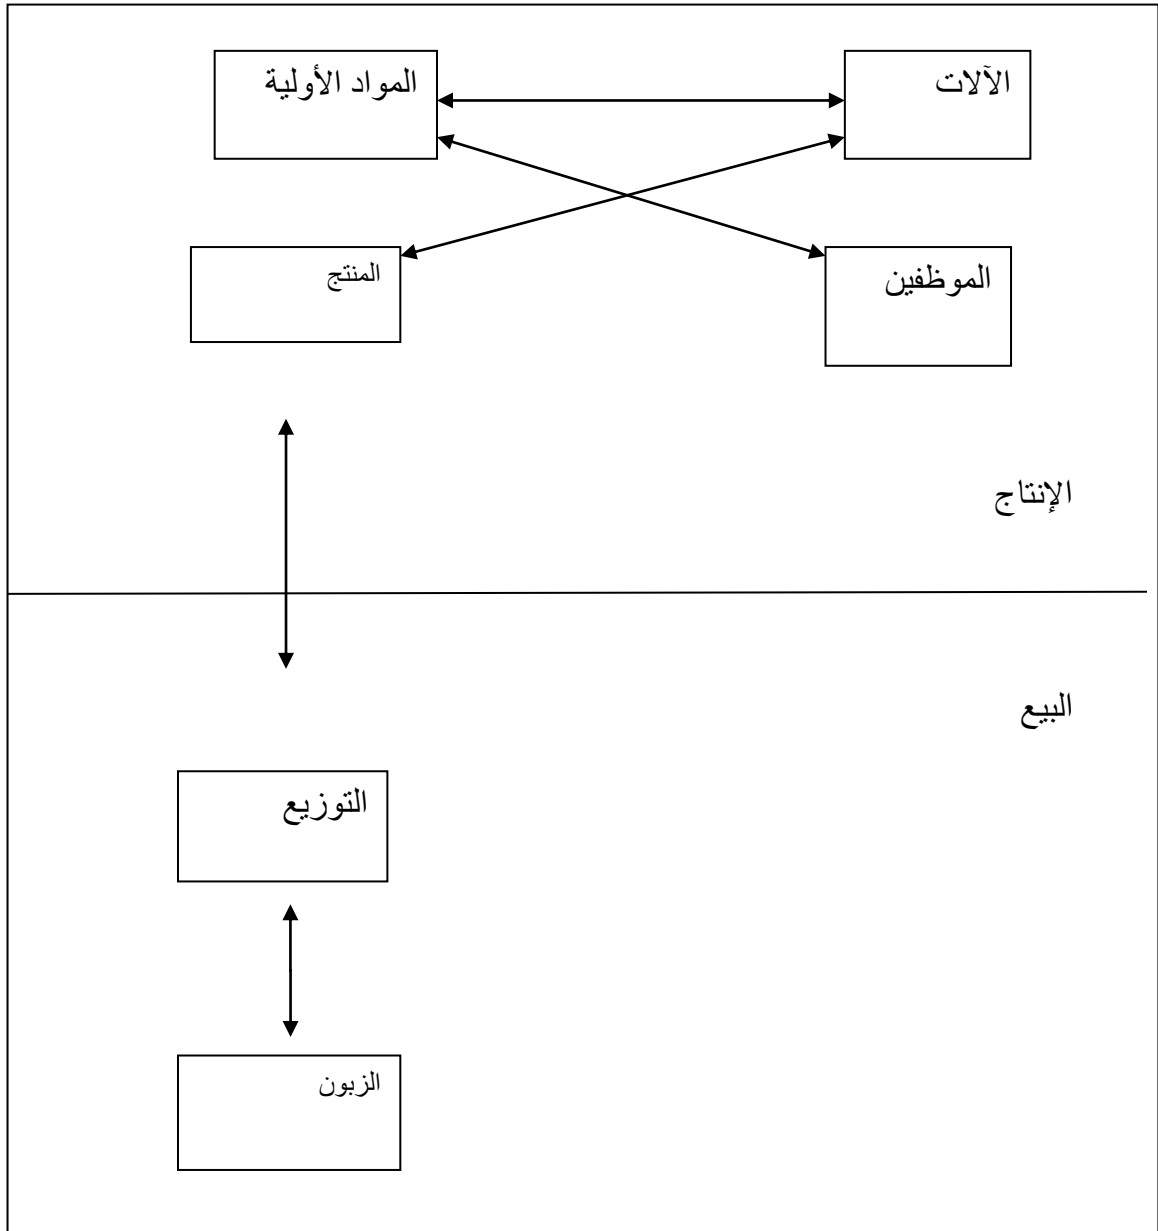 الآلات
المواد الأولية
الموظفين
المنتج
الإنتاج
البيع
التوزيع
الزبون